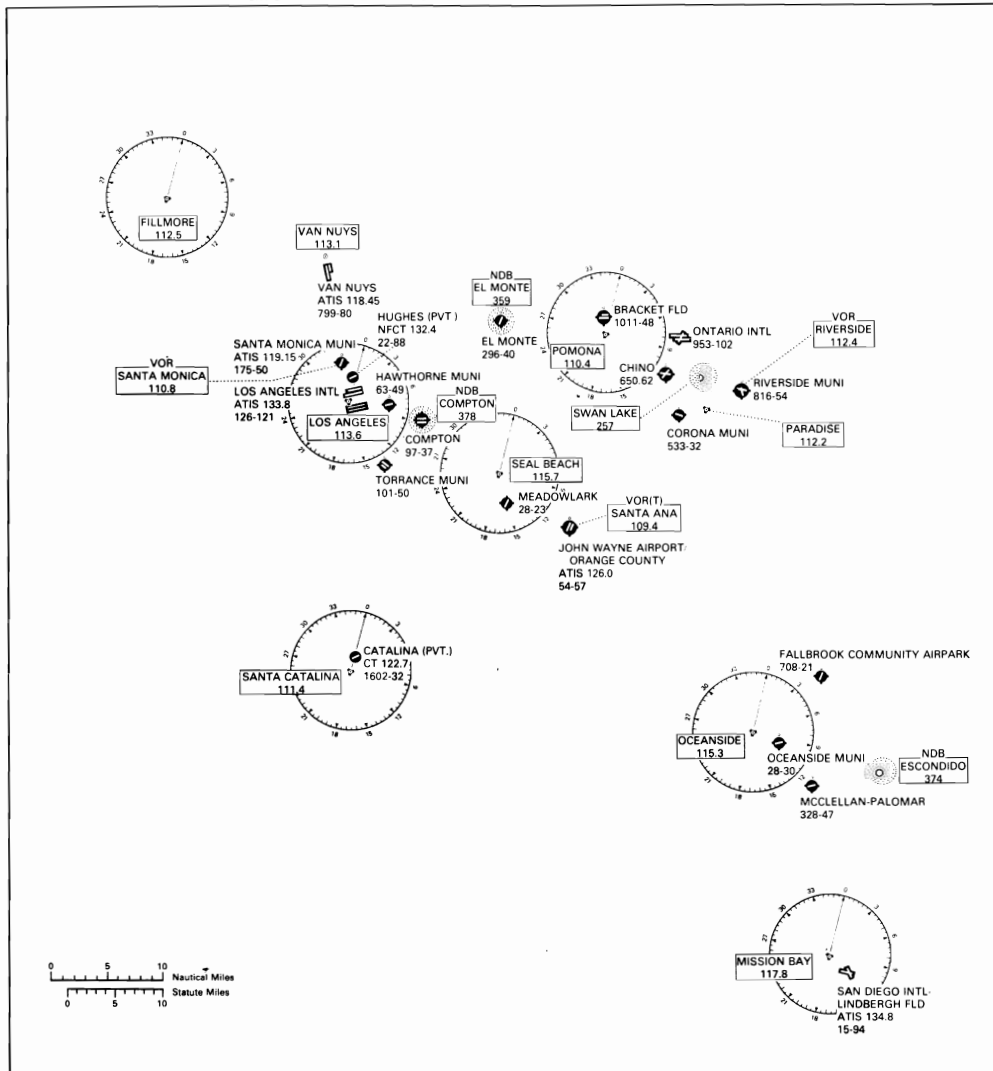 FILLMORE
112.5
VAN NUYS
113.1
VAN NUYS
ATIS 118.45
799-80
HUGHES (PVT )
NFCT 132.4
22-88
SANTA MONICA MUNI
ATIS 119.15
175-50
VOR
SANTA MONICA
110.8
LOS ANGELES INTL
ATIS 133.8
126-121
LOS ANGELES
113.6
HAWTHORNE MUNI
63-49
NDB
COMPTON
378
COMPTON
97-37
TORRANCE MUNI
101-50
NDB
EL MONTE
359
EL MONTE
296-40
BRACKET FLD
1011-48
POMONA
110.4
ONTARIO INTL
953-102
CHINO
650.62
VOR
RIVERSIDE
112.4
RIVERSIDE MUNI
816-54
SWAN LAKE
257
CORONA MUNI
533-32
PARADISE
112.2
SEAL BEACH
115.7
MEADOWLARK
28-23
VOR(T)
SANTA ANA
109.4
JOHN WAYNE AIRPORT
ORANGE COUNTY
ATIS 126.0
54-57
CATALINA (PVT.)
CT 122.7
1602-32
SANTA CATALINA
111.4
FALLBROOK COMMUNITY AIRPARK
708-21
OCEANSIDE
115.3
OCEANSIDE MUNI
28-30
NDB
ESCONDIDO
374
MCCLELLAN-PALOMAR
328-47
MISSION BAY
117.8
SAN DIEGO INTL-
LINDBERGH FLD
ATIS 134.8
15-94
0 5 10
Nautical Miles
Statute Miles
0 5 10